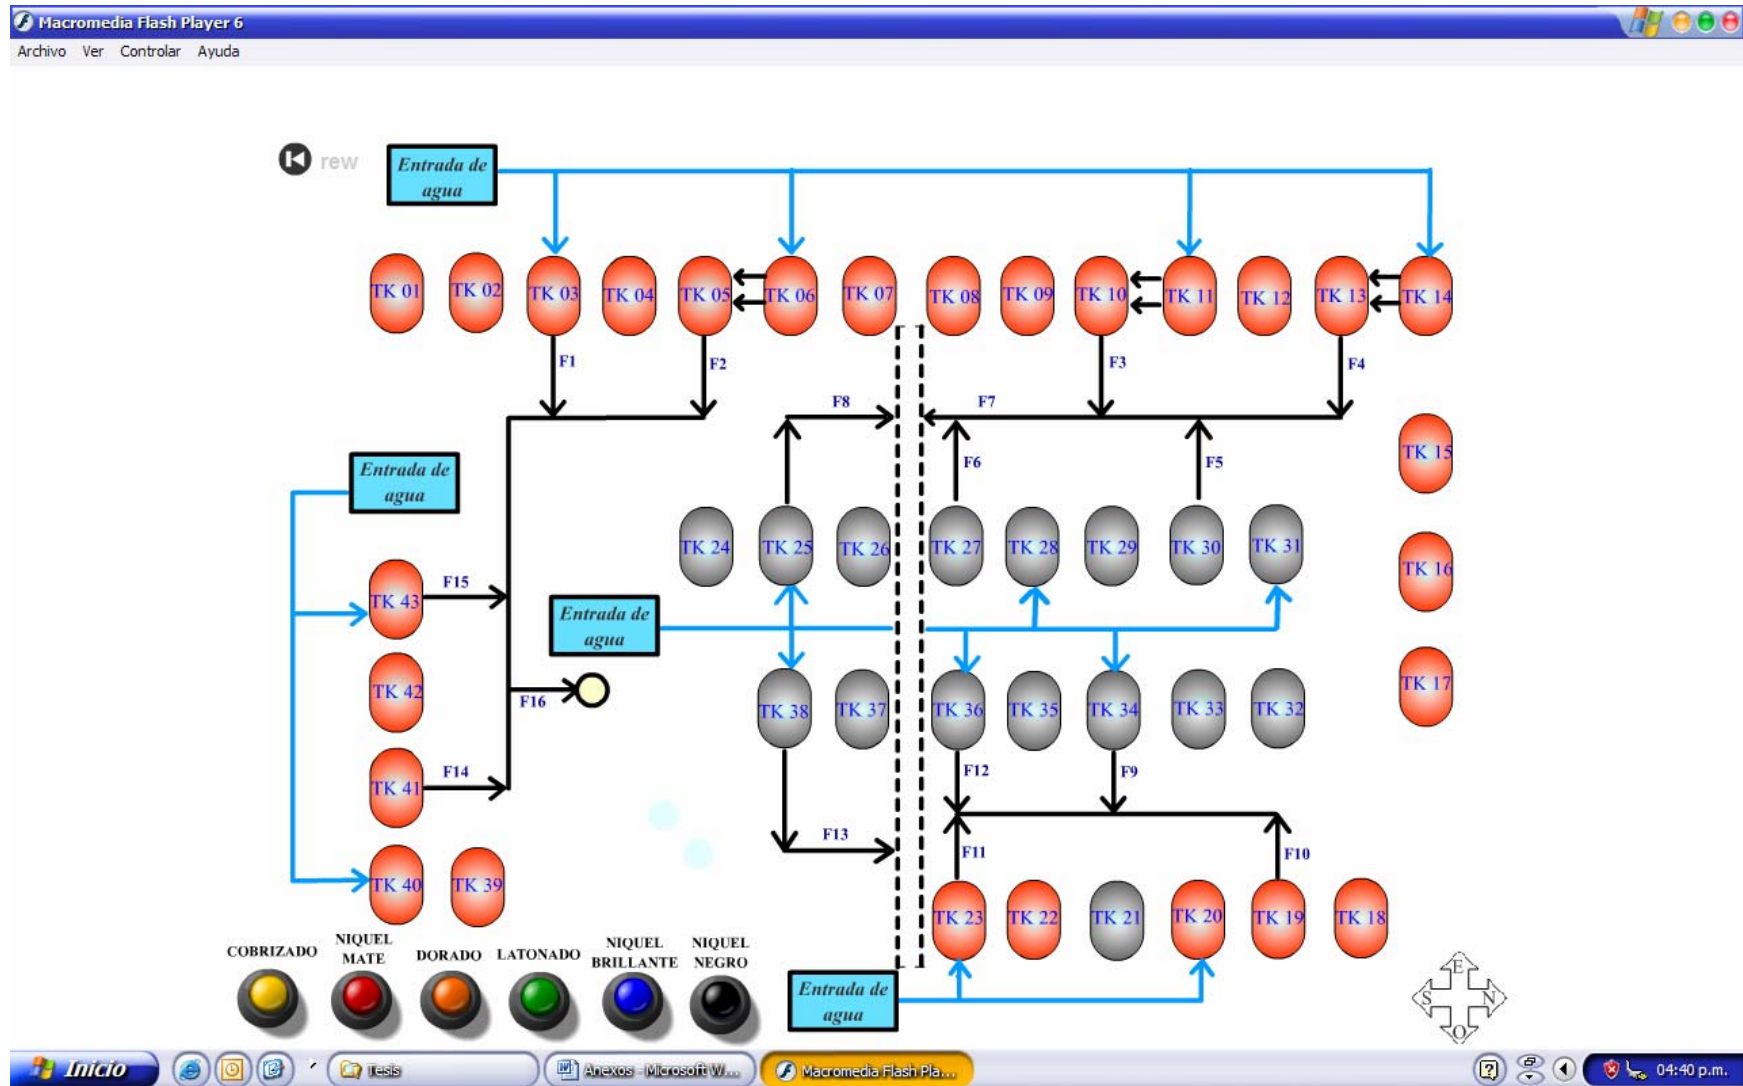 Macromedia Flash Player 6
Archivo Ver Controlar Ayuda
rew
Entrada de
agua
TK 01 TK 02 TK 03 TK 04 TK 05 TK 06 TK 07 TK 08 TK 09 TK 10 TK 11 TK 12 TK 13 TK 14
F1 F2 F3 F4
F8 F7
Entrada de
agua
F6 F5
TK 15
TK 24 TK 25 TK 26 TK 27 TK 28 TK 29 TK 30 TK 31
TK 16
F15
TK 43
Entrada de
agua
TK 42
F16
TK 38 TK 37 TK 36 TK 35 TK 34 TK 33 TK 32
TK 17
F14
TK 41
F12 F9
F13
F11 F10
TK 40 TK 39
TK 23 TK 22 TK 21 TK 20 TK 19 TK 18
COBRIZADO
NIQUEL
MATE
DORADO
LATONADO
NIQUEL
BRILLANTE
NIQUEL
NEGRO
Entrada de
agua
E
S N
O
Inicio
Tesis
Anexos - Microsoft W...
Macromedia Flash Pla...
04:40 p.m.